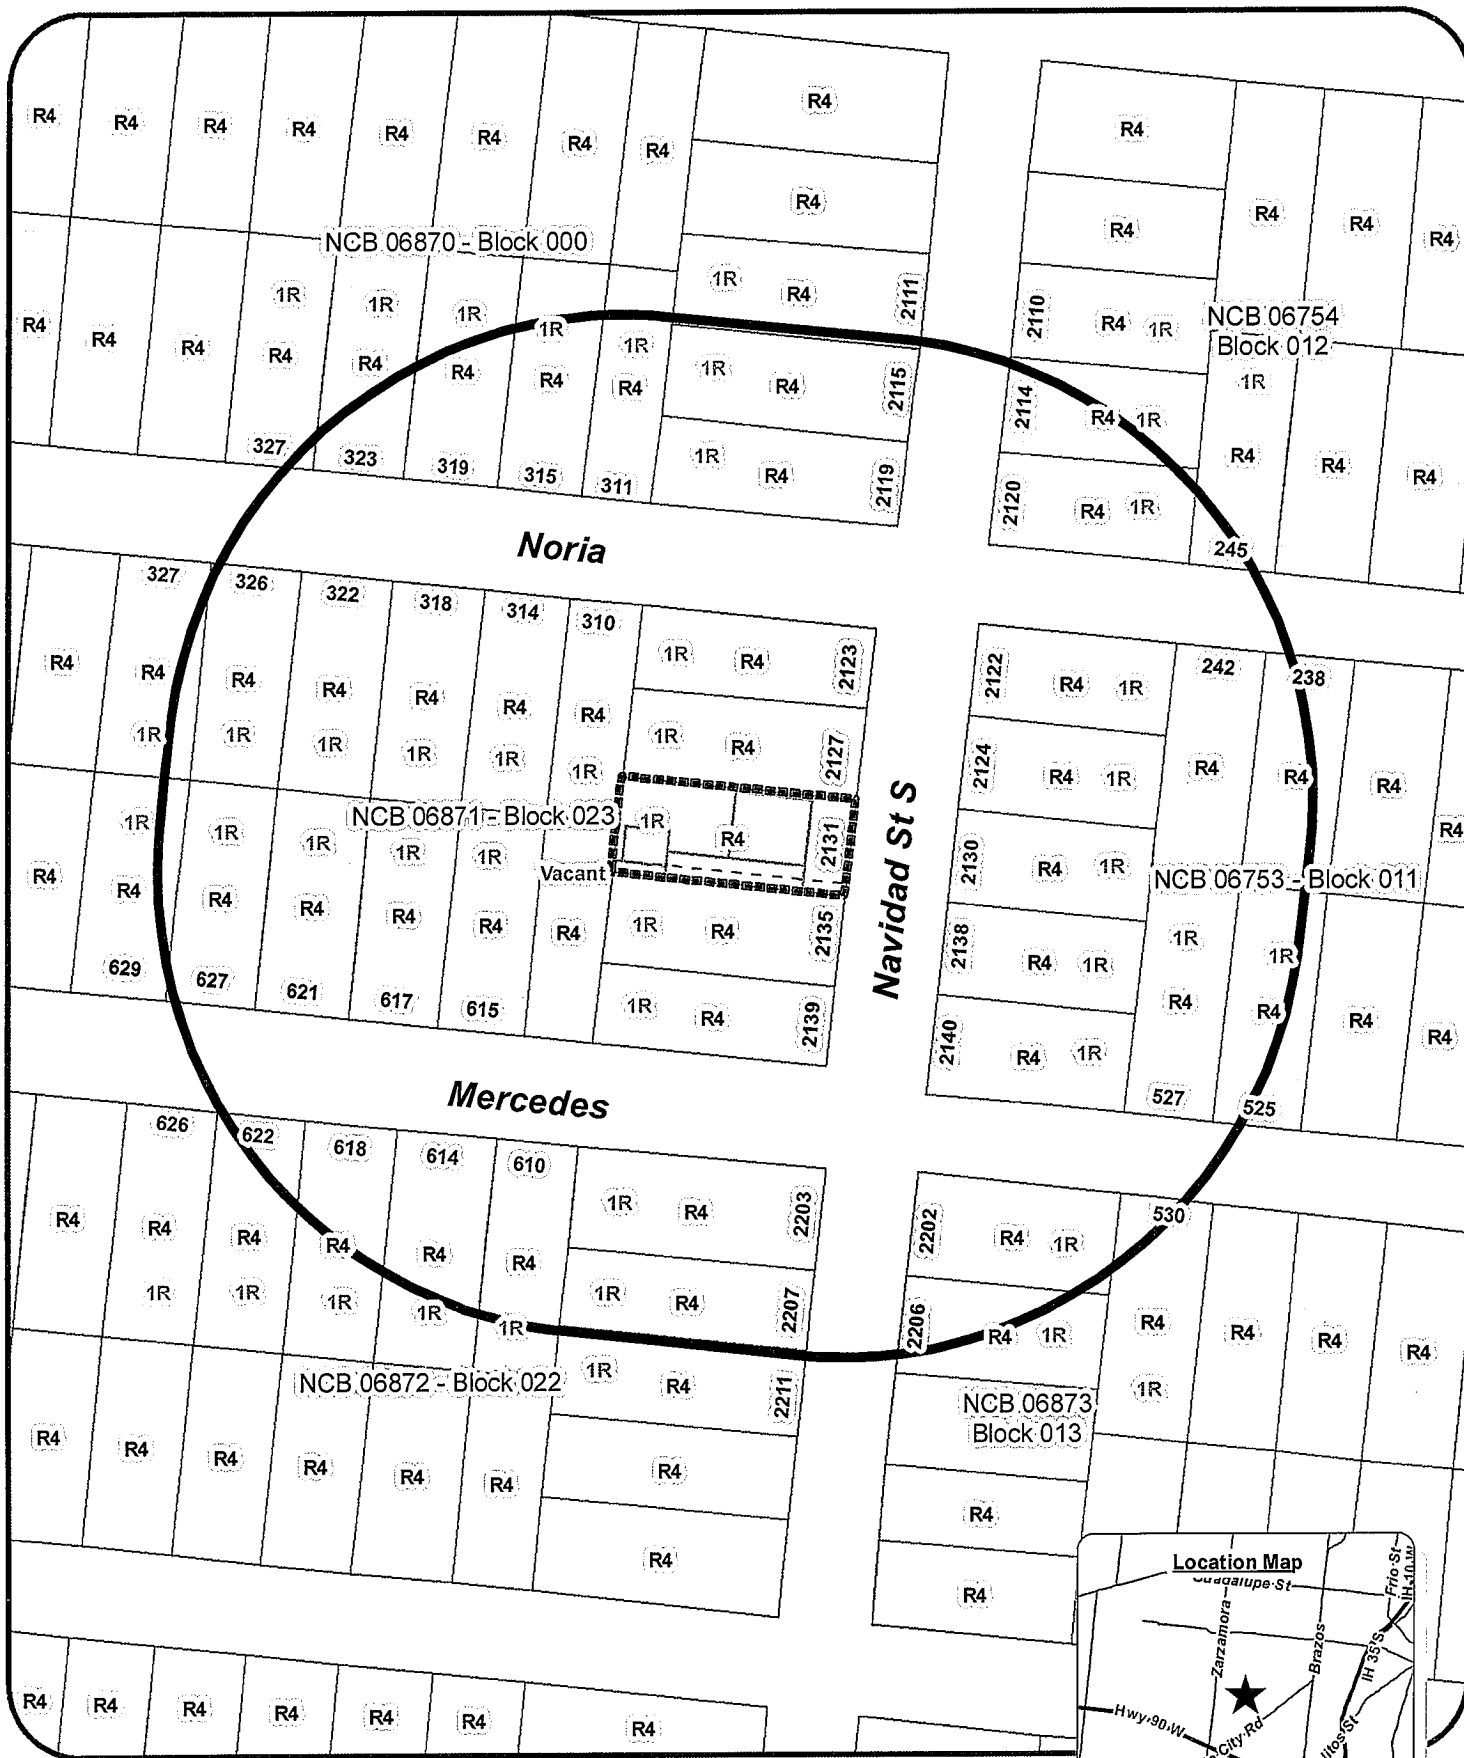 R4 R4 R4 R4 R4 R4 R4 R4 R4 R4
R4 R4 R4 R4 R4
NCB 06870 - Block 000
1R R4 2111 2110 R4 1R
NCB 06754
Block 012
R4 R4 R4
1R 1R 1R 1R 1R
R4 R4 R4 R4 R4
1R R4 2115 2114 R4 1R
1R R4 R4 R4
327 323 319 315 311
1R R4 2119 2120 R4 1R
245
Noria
327 326 322 318 314 310
R4 R4 R4 R4 R4 R4 R4
1R 1R 1R 1R 1R 1R
1R R4 2123 2122 R4 1R
242 238
1R R4 2127 2124 R4 1R
R4 R4 R4 R4
NCB 06871 - Block 023
1R R4 2131 2130 R4 1R
Vacant
Navidad St S
NCB 06753 - Block 011
1R 1R 1R 1R 1R
R4 R4 R4 R4 R4 R4 R4
1R R4 2135 2138 R4 1R
1R 1R
R4 R4 R4 R4
629 627 621 617 615
1R R4 2139 2140 R4 1R
527 525
Mercedes
626 622 618 614 610
1R R4 2203 2202 R4 1R
530
R4 R4 R4 R4 R4 R4
1R 1R 1R 1R 1R
1R R4 2207 2206 R4 1R
R4 R4 R4 R4
1R
NCB 06872 - Block 022
1R R4 2211
NCB 06873
Block 013
R4 R4 R4 R4 R4 R4
R4 R4
R4 R4
R4 R4 R4 R4 R4 R4 R4
Location Map
Guadalupe St
Frio St
IH 10 W
Zarzamora
Brazos
IH 35 S
Hwy 90 W
City Rd